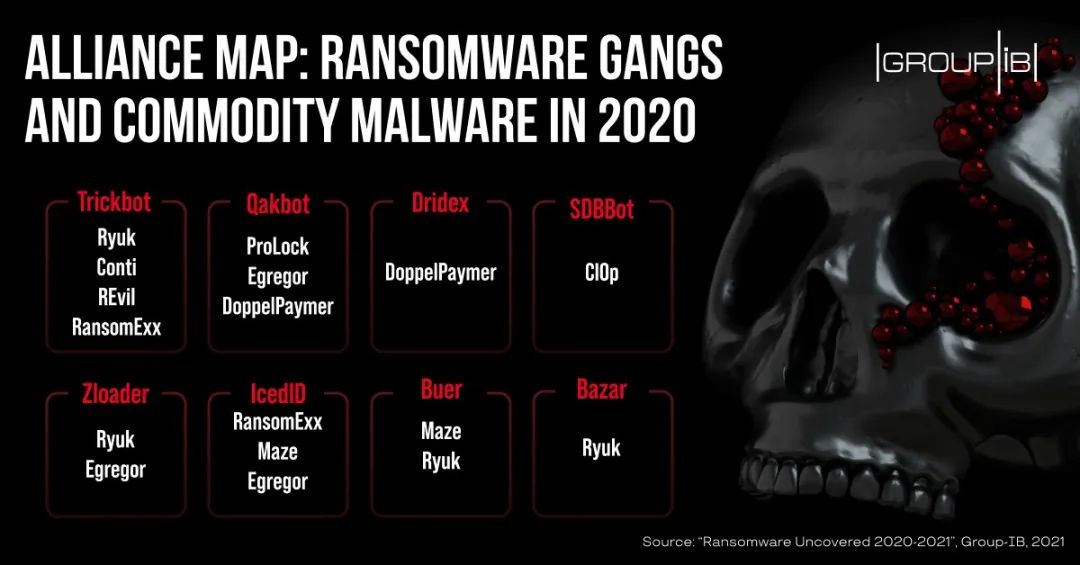 ALLIANCE MAP: RANSOMWARE GANGS
AND COMMODITY MALWARE IN 2020
GROUP|IB
Trickbot
Ryuk
Conti
REvil
RansomExx
Qakbot
ProLock
Egregor
DoppelPaymer
Dridex
DoppelPaymer
SDBBot
ClOp
Zloader
Ryuk
Egregor
IcedID
RansomExx
Maze
Egregor
Buer
Maze
Ryuk
Bazar
Ryuk
Source: “Ransomware Uncovered 2020-2021”, Group-IB, 2021